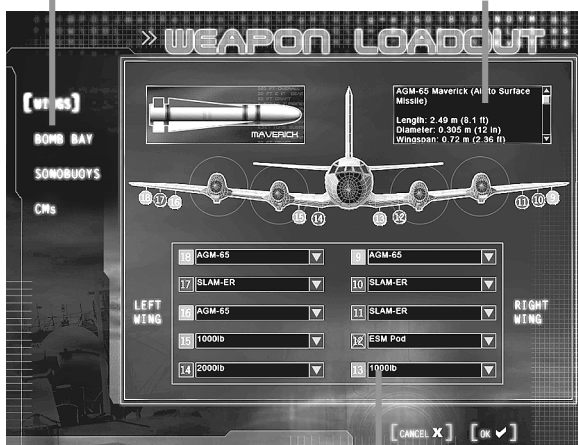 WEAPON LOADOUT
[WINGS]
BOMB BAY
SONOBUOYS
CMs
MAVERICK
AGM-65 Maverick (Air to Surface
Missile)
Length: 2.49 m (8.1 ft)
Diameter: 0.305 m (12 in)
Wingspan: 0.72 m (2.36 ft)
18 17 16 15 14 13 12 11 10 9
LEFT
WING
18 AGM-65
17 SLAM-ER
16 AGM-65
15 1000lb
14 2000lb
9 AGM-65
10 SLAM-ER
11 SLAM-ER
12 ESM Pod
13 1000lb
RIGHT
WING
[CANCEL X] [OK ✓]